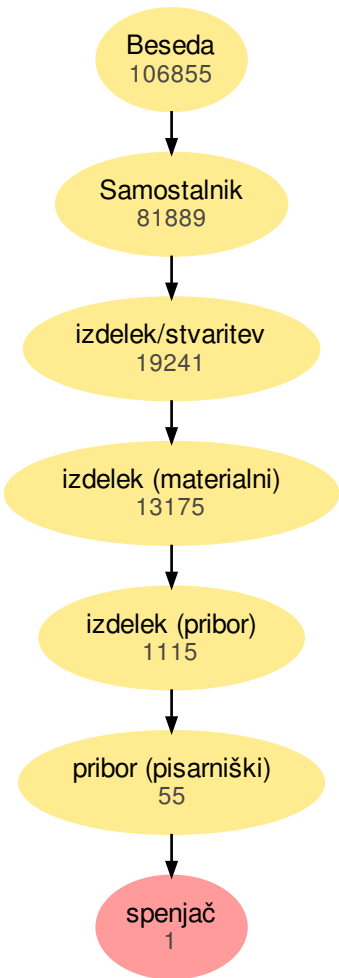 Beseda
106855
Samostalnik
81889
izdelek/stvaritev
19241
izdelek (materialni)
13175
izdelek (pribor)
1115
pribor (pisarniški)
55
spenjač
1